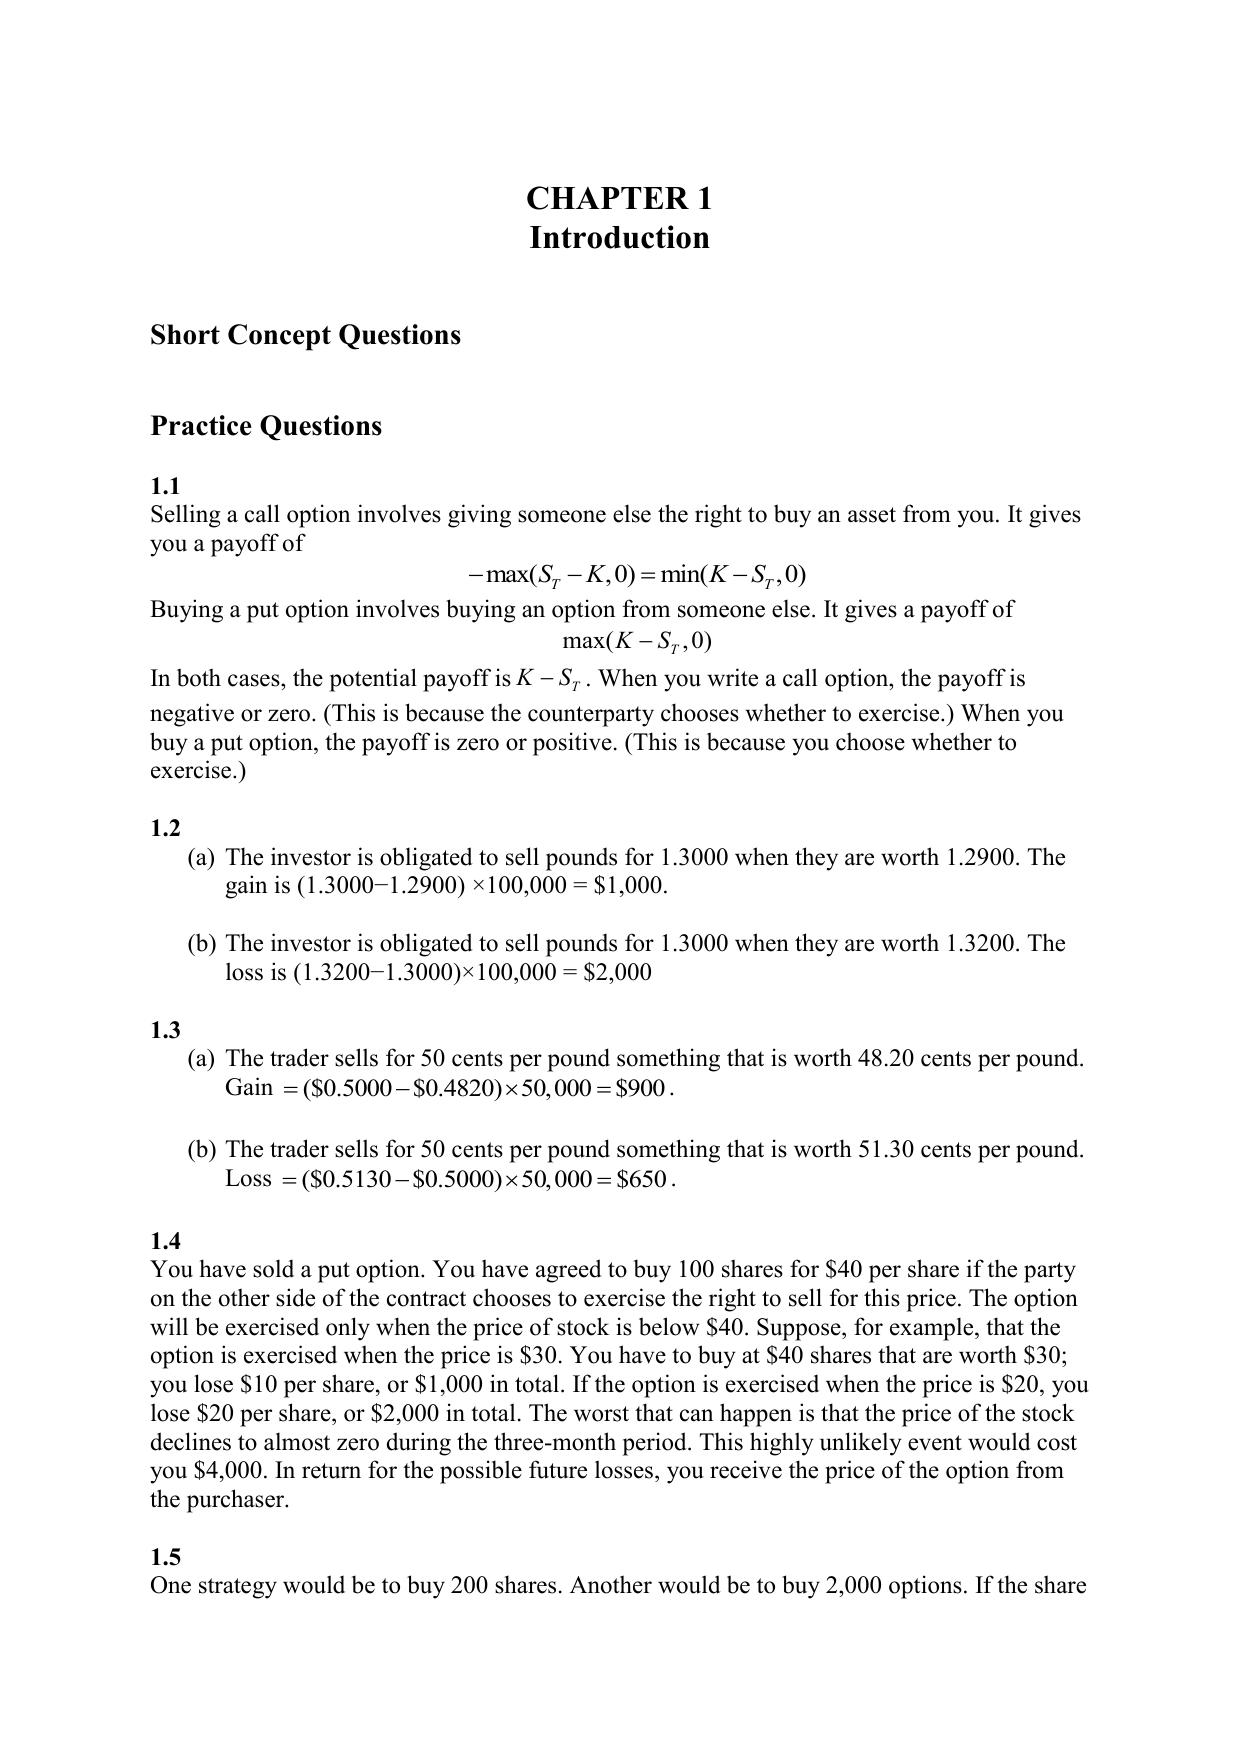 CHAPTER 1
Introduction
Short Concept Questions
Practice Questions
1.1
Selling a call option involves giving someone else the right to buy an asset from you. It gives
you a payoff of
−max(S_T − K, 0) = min(K − S_T, 0)
Buying a put option involves buying an option from someone else. It gives a payoff of
max(K − S_T, 0)
In both cases, the potential payoff is K − S_T. When you write a call option, the payoff is
negative or zero. (This is because the counterparty chooses whether to exercise.) When you
buy a put option, the payoff is zero or positive. (This is because you choose whether to
exercise.)
1.2
(a) The investor is obligated to sell pounds for 1.3000 when they are worth 1.2900. The
gain is (1.3000−1.2900) ×100,000 = $1,000.
(b) The investor is obligated to sell pounds for 1.3000 when they are worth 1.3200. The
loss is (1.3200−1.3000)×100,000 = $2,000
1.3
(a) The trader sells for 50 cents per pound something that is worth 48.20 cents per pound.
Gain = ($0.5000 − $0.4820) × 50,000 = $900.
(b) The trader sells for 50 cents per pound something that is worth 51.30 cents per pound.
Loss = ($0.5130 − $0.5000) × 50,000 = $650.
1.4
You have sold a put option. You have agreed to buy 100 shares for $40 per share if the party
on the other side of the contract chooses to exercise the right to sell for this price. The option
will be exercised only when the price of stock is below $40. Suppose, for example, that the
option is exercised when the price is $30. You have to buy at $40 shares that are worth $30;
you lose $10 per share, or $1,000 in total. If the option is exercised when the price is $20, you
lose $20 per share, or $2,000 in total. The worst that can happen is that the price of the stock
declines to almost zero during the three-month period. This highly unlikely event would cost
you $4,000. In return for the possible future losses, you receive the price of the option from
the purchaser.
1.5
One strategy would be to buy 200 shares. Another would be to buy 2,000 options. If the share